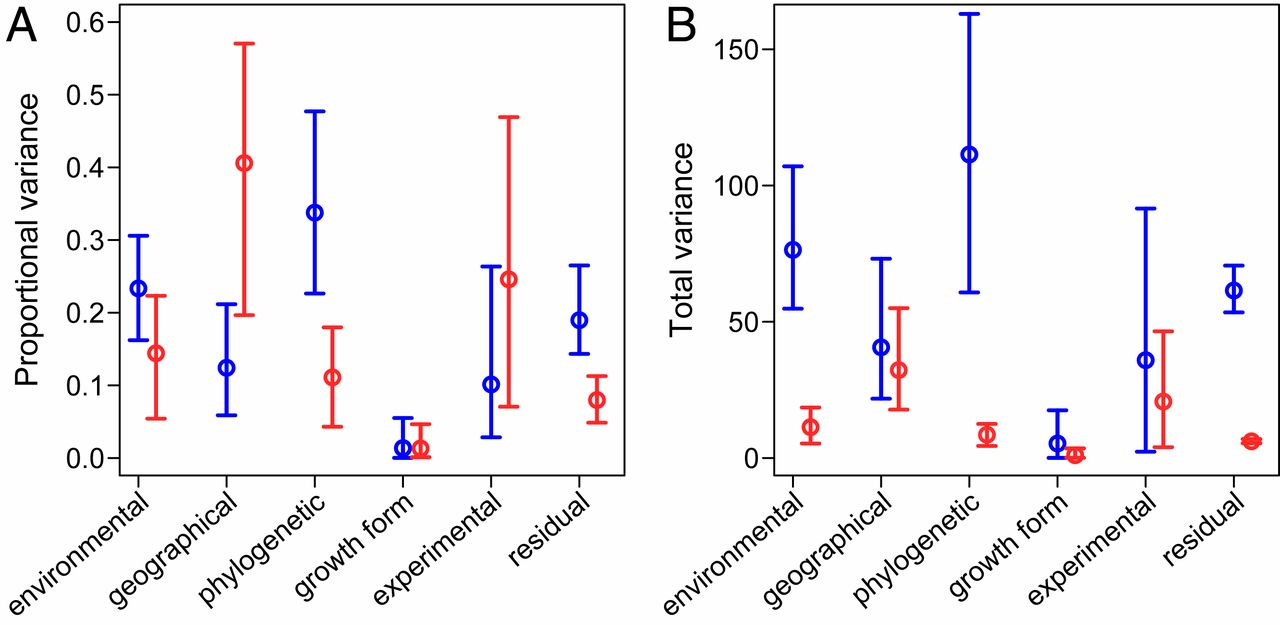 A
Proportional variance
0.6
0.5
0.4
0.3
0.2
0.1
0.0
environmental
geographical
phylogenetic
growth form
experimental
residual
B
Total variance
150
100
50
0
environmental
geographical
phylogenetic
growth form
experimental
residual